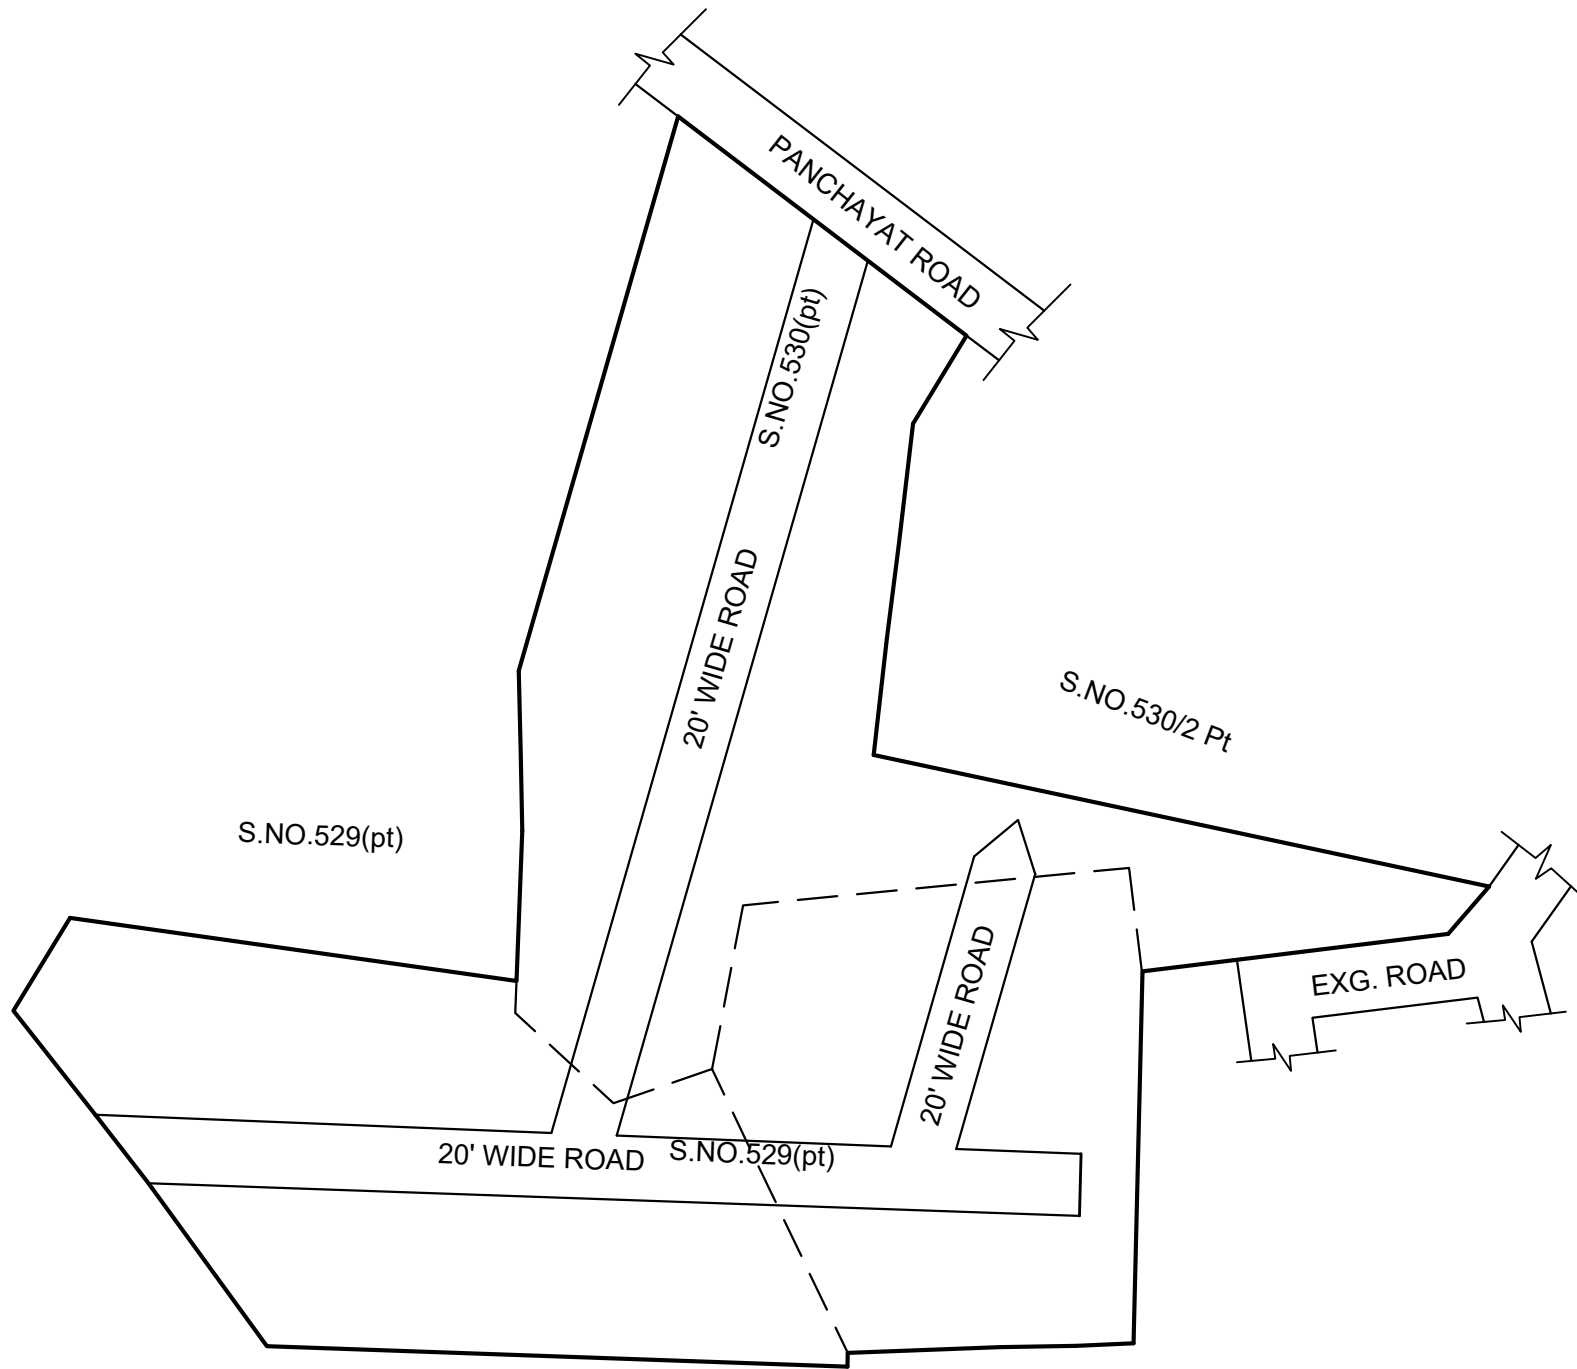 PANCHAYAT ROAD
S.NO.530(pt)
20' WIDE ROAD
S.NO.530/2 Pt
S.NO.529(pt)
EXG. ROAD
20' WIDE ROAD
20' WIDE ROAD
S.NO.529(pt)